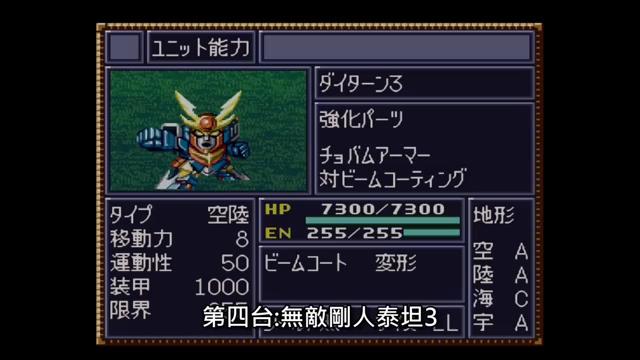 ユニット能力
ダイターン3
強化パーツ
チョバムアーマー
対ビームコーティング
タイプ 空陸
移動力 8
運動性 50
装甲 1000
限界
HP 7300/7300
EN 255/255
ビームコート 変形
地形
空 A
陸 A
海 C
宇 A
LL
第四台:無敵剛人泰坦3